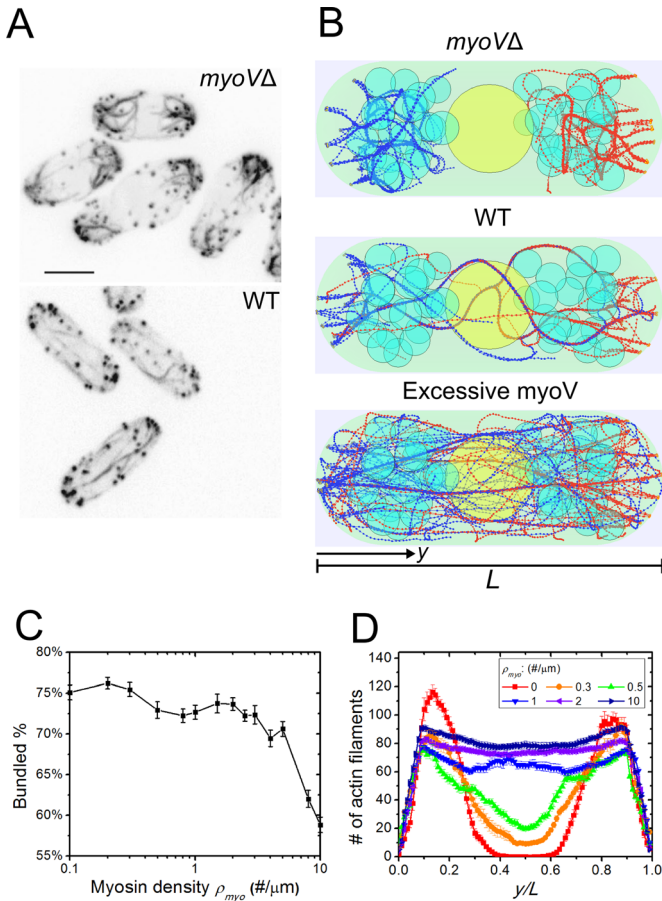 A
myoVΔ
WT
B
myoVΔ
WT
Excessive myoV
y
L
C
80%
75%
70%
65%
60%
55%
Bundled %
0.1
1
10
Myosin density ρmyo (#/μm)
D
140
120
100
80
60
40
20
0
# of actin filaments
ρmyo: (#/μm)
0 0.3 0.5
1 2 10
0.0 0.2 0.4 0.6 0.8 1.0
y/L